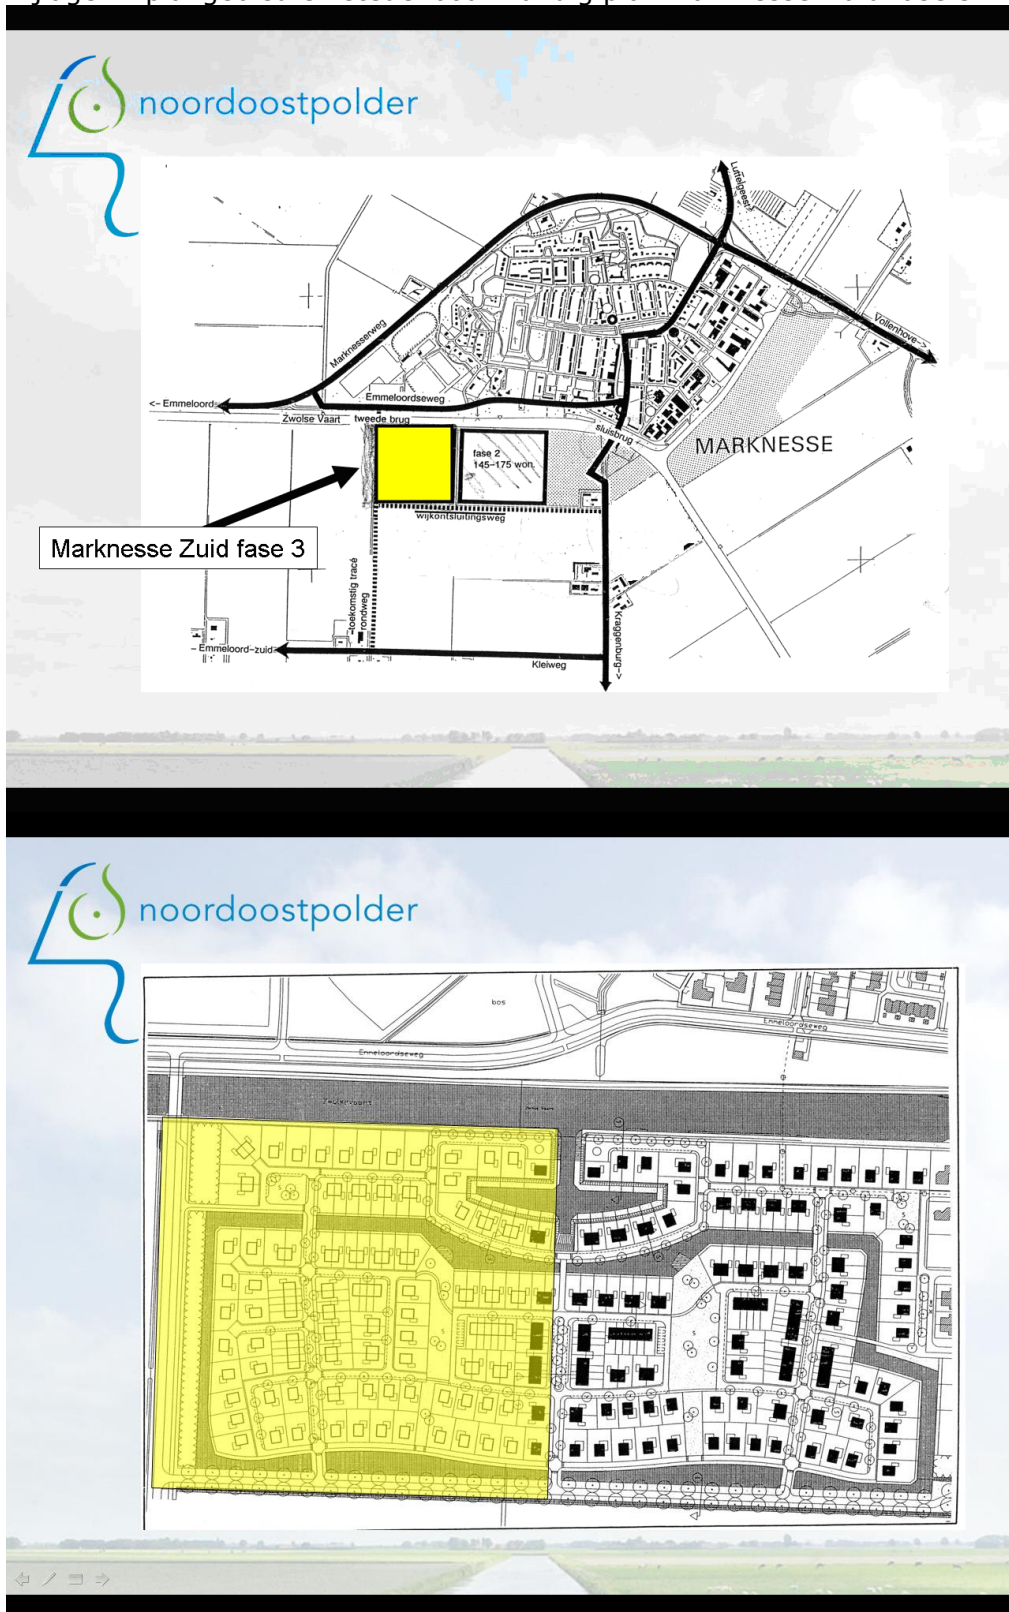 noordoostpolder
Luttelgeest
Marknesserweg
Vollenhove->
<- Emmeloord
Emmeloordseweg
Zwolse Vaart
tweede brug
sluisbrug
MARKNESSE
fase 2
145-175 won.
wijkontsluitingsweg
Marknesse Zuid fase 3
toekomstig tracé
rondweg
- Emmeloord-zuid
Kleiweg
Kraggenburg->
noordoostpolder
bos
Emmeloordseweg
Emmeloordseweg